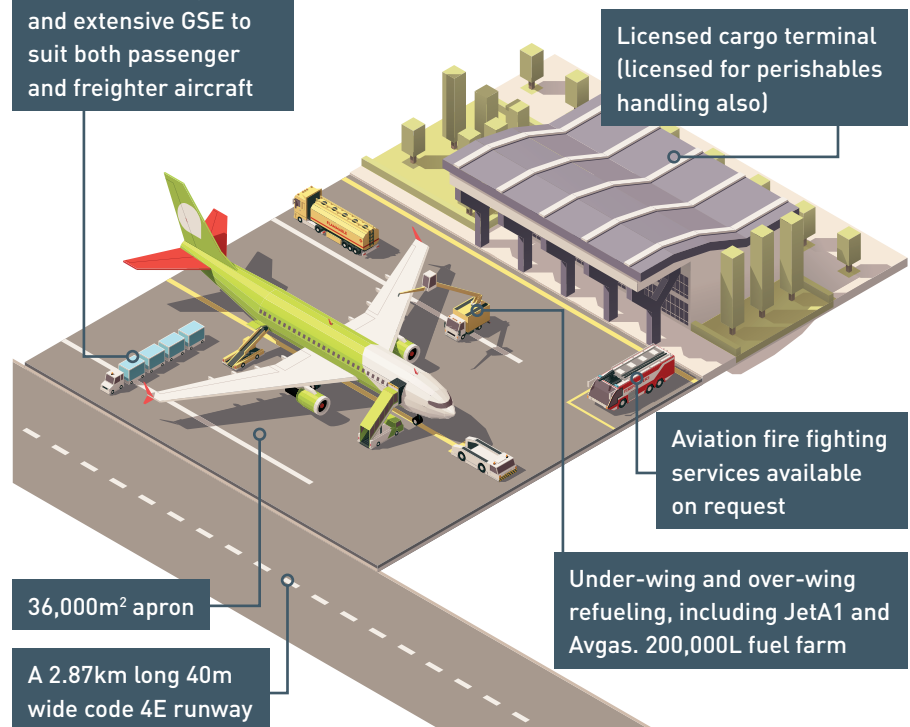 and extensive GSE to
suit both passenger
and freighter aircraft
Licensed cargo terminal
(licensed for perishables
handling also)
Aviation fire fighting
services available
on request
Under-wing and over-wing
refueling, including JetA1 and
Avgas. 200,000L fuel farm
36,000m² apron
A 2.87km long 40m
wide code 4E runway